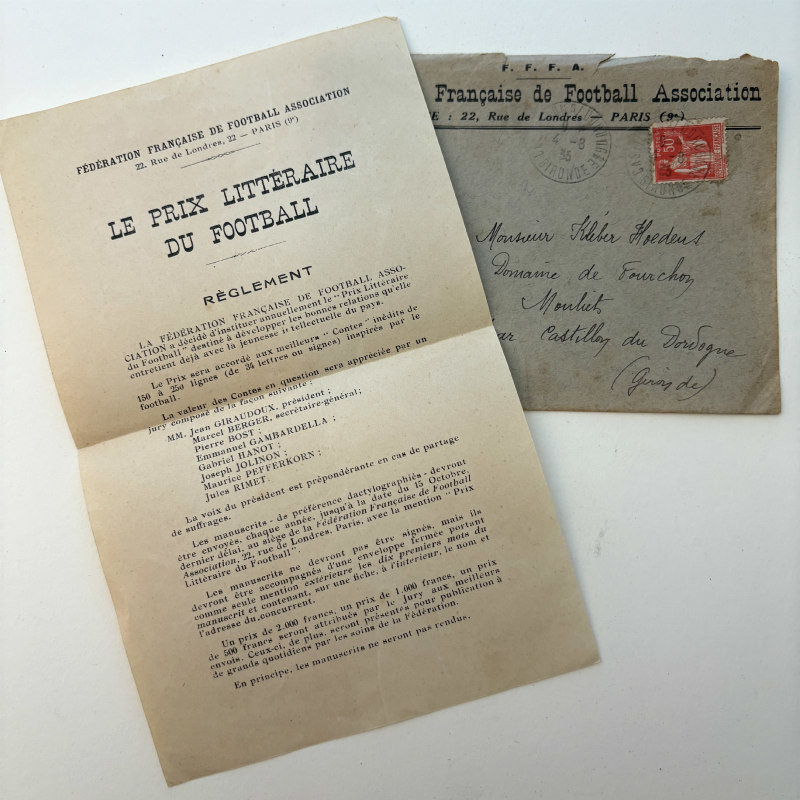 FÉDÉRATION FRANÇAISE DE FOOTBALL ASSOCIATION
22, Rue de Londres, 22 — PARIS (9e)
LE PRIX LITTÉRAIRE
DU FOOTBALL
RÈGLEMENT
LA FÉDÉRATION FRANÇAISE DE FOOTBALL ASSO-
CIATION a décidé d'instituer annuellement le "Prix Littéraire
du Football" destiné à développer les bonnes relations qu'elle
entretient déjà avec la jeunesse intellectuelle du pays.
Le Prix sera accordé aux meilleurs "Contes" inédits de
150 à 250 lignes (de 34 lettres ou signes) inspirés par le
football.
La valeur des Contes en question sera appréciée par un
jury composé de la façon suivante :
MM. Jean GIRAUDOUX, président ;
Marcel BERGER, secrétaire-général;
Pierre BOST ;
Emmanuel GAMBARDELLA ;
Gabriel HANOT ;
Joseph JOLINON ;
Maurice PEFFERKORN ;
Jules RIMET.
La voix du président est prépondérante en cas de partage
de suffrages.
Les manuscrits - de préférence dactylographiés - devront
être envoyés, chaque année, jusqu'à la date du 15 Octobre,
dernier délai, au siège de la Fédération Française de Football
Association, 22, rue de Londres, Paris, avec la mention "Prix
Littéraire du Football".
Les manuscrits ne devront pas être signés, mais ils
devront être accompagnés d'une enveloppe fermée portant
comme seule mention extérieure les dix premiers mots du
manuscrit et contenant, sur une fiche, à l'intérieur, le nom et
l'adresse du concurrent.
Un prix de 2.000 francs, un prix de 1.000 francs, un prix
de 500 francs seront attribués par le jury aux meilleurs
envois. Ceux-ci, de plus, seront présentés pour publication à
de grands quotidiens par les soins de la Fédération.
En principe, les manuscrits ne seront pas rendus.
F. F. F. A.
Française de Football Association
E : 22, Rue de Londres — PARIS (9e)
4 - 8
35
GIRONDE
50c
Monsieur Kléber Hoedens
Domaine de Fourchon
Mouliets
par Castillon du Dordogne
(Gironde)